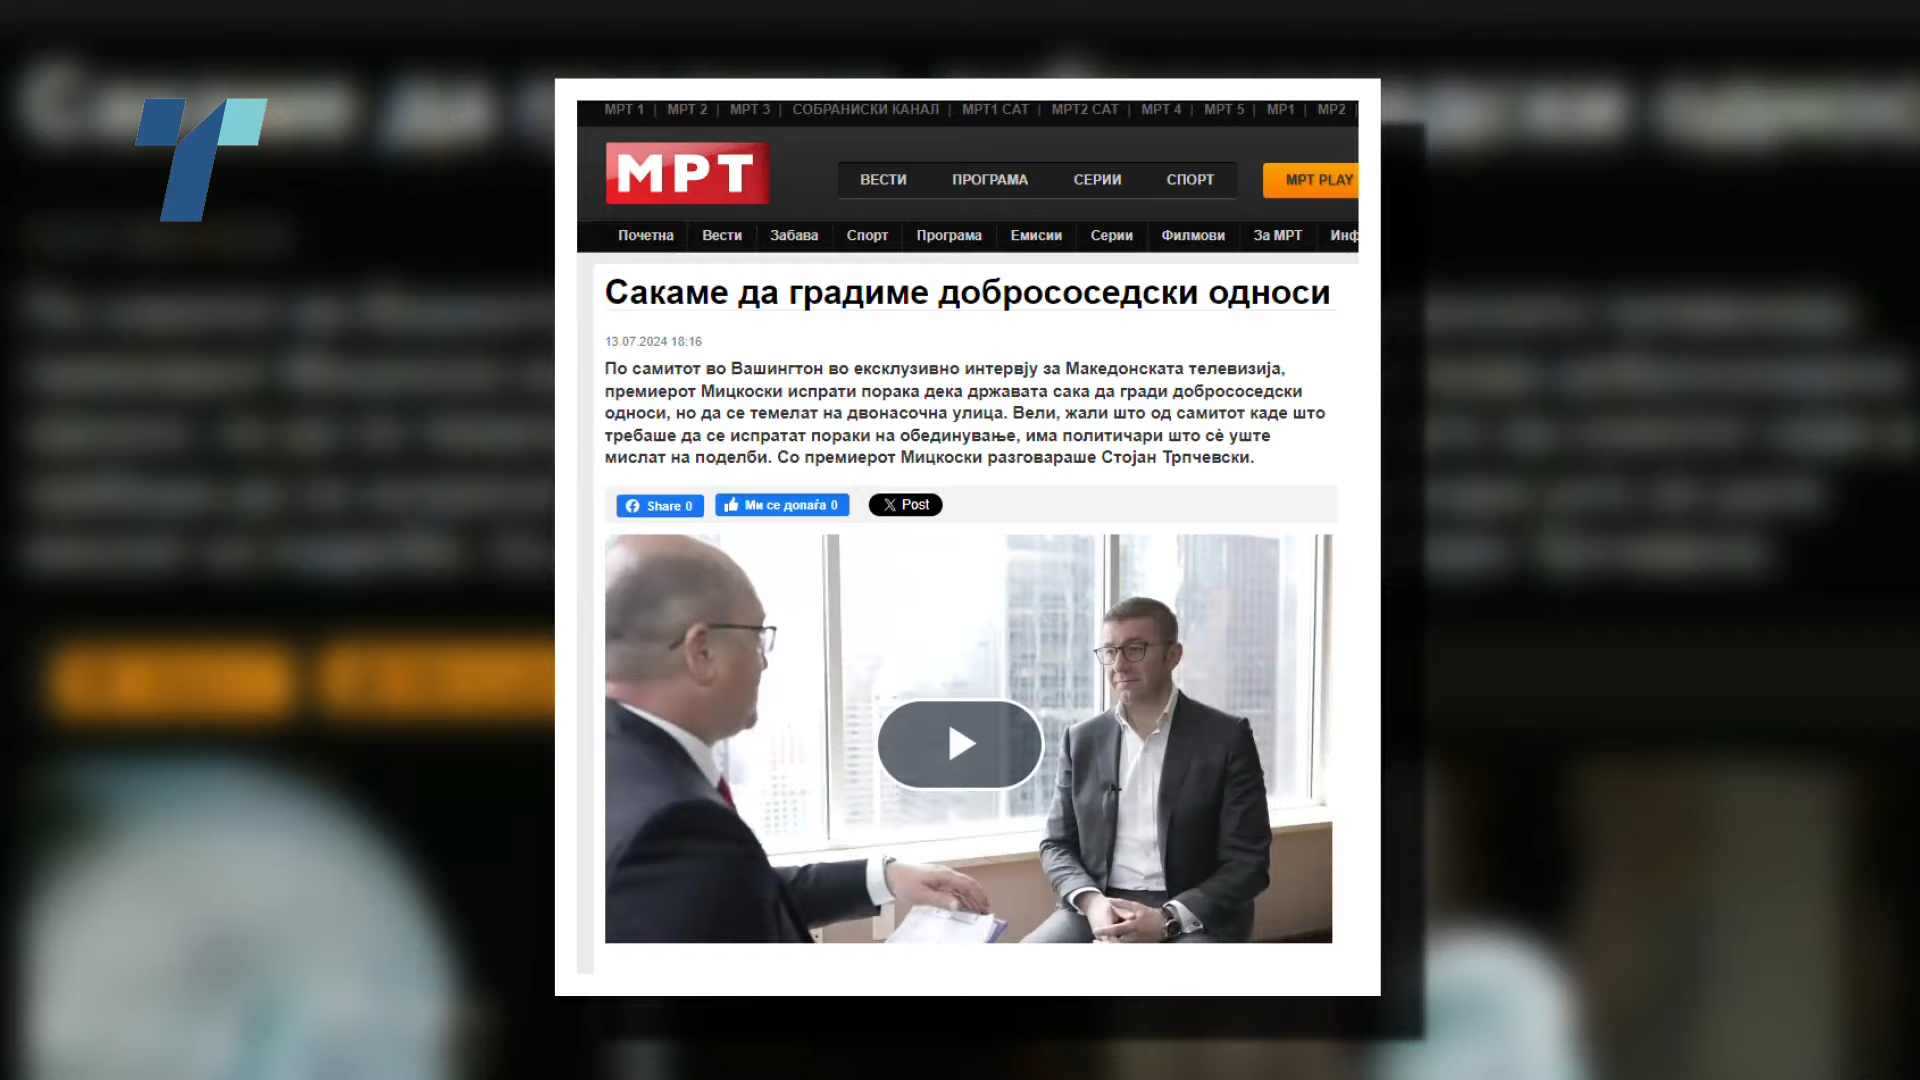 МРТ 1 | МРТ 2 | МРТ 3 | СОБРАНИСКИ КАНАЛ | МРТ1 САТ | МРТ2 САТ | МРТ 4 | МРТ 5 | МР1 | МР2 |
МРТ
ВЕСТИ ПРОГРАМА СЕРИИ СПОРТ
МРТ PLAY
Почетна Вести Забава Спорт Програма Емисии Серии Филмови За МРТ Инф
Сакаме да градиме добрососедски односи
13.07.2024 18:16
По самитот во Вашингтон во ексклузивно интервју за Македонската телевизија,
премиерот Мицкоски испрати порака дека државата сака да гради добрососедски
односи, но да се темелат на двонасочна улица. Вели, жали што од самитот каде што
требаше да се испратат пораки на обединување, има политичари што сѐ уште
мислат на поделби. Со премиерот Мицкоски разговараше Стојан Трпчевски.
Share 0 Ми се допаѓа 0 X Post